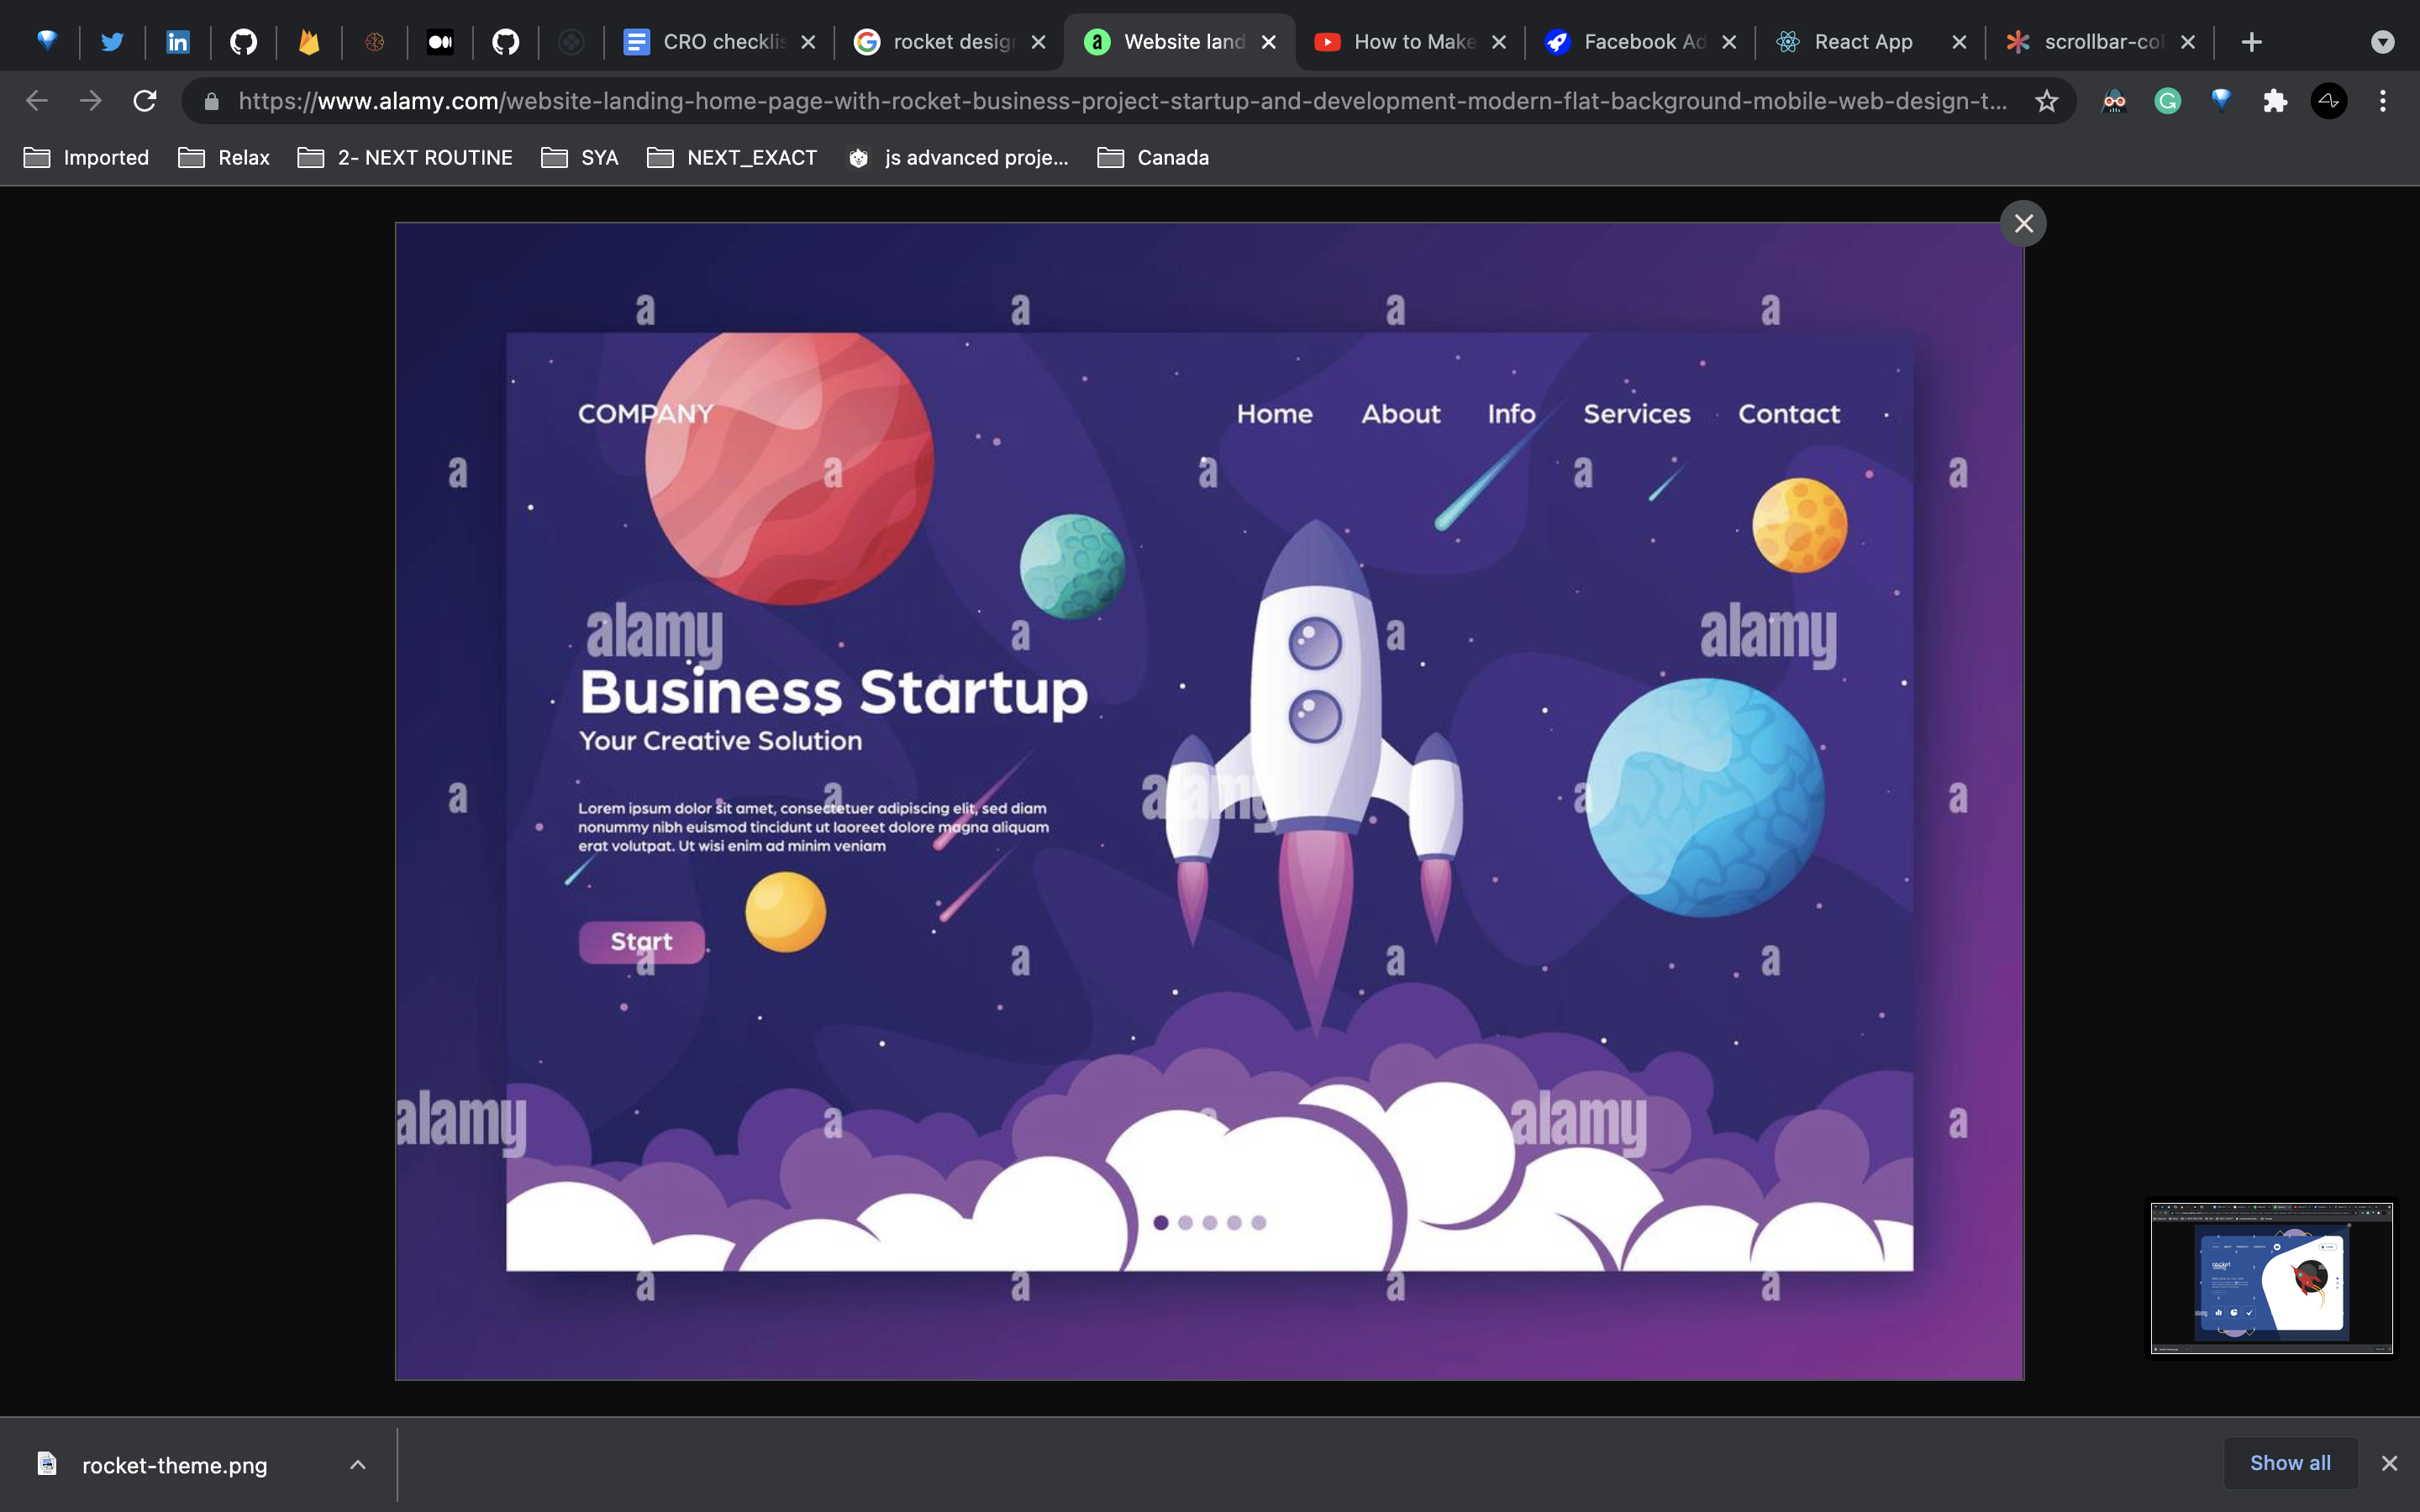 CRO checklis
rocket design
a
Website land
How to Make
Facebook Ad
React App
scrollbar-col
https://www.alamy.com/website-landing-home-page-with-rocket-business-project-startup-and-development-modern-flat-background-mobile-web-design-t...
Imported
Relax
2- NEXT ROUTINE
SYA
NEXT_EXACT
js advanced proje...
Canada
a a a a
COMPANY
Home About Info Services Contact
a a a a a
alamy a a alamy
Business Startup
Your Creative Solution
a a alamy a a
Lorem ipsum dolor sit amet, consectetuer adipiscing elit, sed diam
nonummy nibh euismod tincidunt ut laoreet dolore magna aliquam
erat volutpat. Ut wisi enim ad minim veniam
Start
a a a a
alamy a alamy a
a a a a
rocket-theme.png
Show all